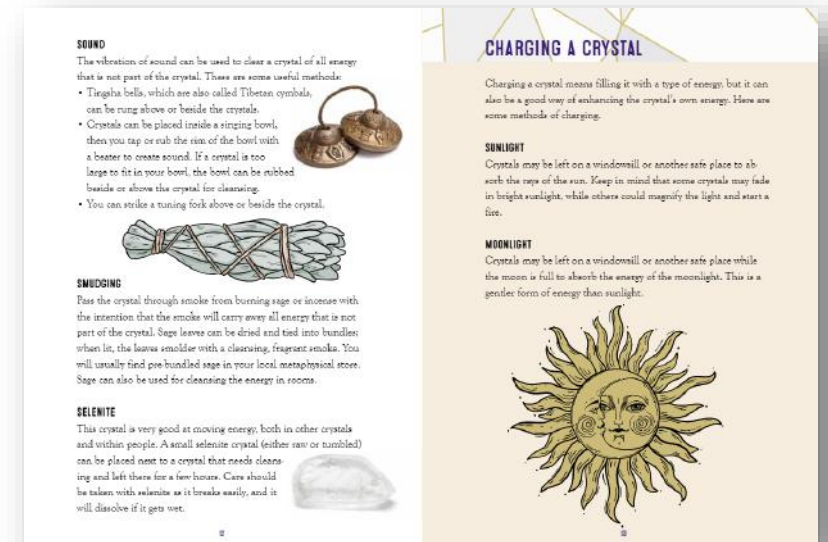 SOUND
The vibration of sound can be used to clear a crystal of all energy
that is not part of the crystal. These are some useful methods:
• Tingsha bells, which are also called Tibetan cymbals,
can be rung above or beside the crystals.
• Crystals can be placed inside a singing bowl,
then you tap or rub the rim of the bowl with
a beater to create sound. If a crystal is too
large to fit in your bowl, the bowl can be rubbed
beside or above the crystal for cleansing.
• You can strike a tuning fork above or beside the crystal.
SMUDGING
Pass the crystal through smoke from burning sage or incense with
the intention that the smoke will carry away all energy that is not
part of the crystal. Sage leaves can be dried and tied into bundles;
when lit, the leaves smolder with a cleansing, fragrant smoke. You
will usually find pre-bundled sage in your local metaphysical store.
Sage can also be used for cleansing the energy in rooms.
SELENITE
This crystal is very good at moving energy, both in other crystals
and within people. A small selenite crystal (either raw or tumbled)
can be placed next to a crystal that needs cleans-
ing and left there for a few hours. Care should
be taken with selenite as it breaks easily, and it
will dissolve if it gets wet.
CHARGING A CRYSTAL
Charging a crystal means filling it with a type of energy, but it can
also be a good way of enhancing the crystal's own energy. Here are
some methods of charging.
SUNLIGHT
Crystals may be left on a windowsill or another safe place to ab-
sorb the rays of the sun. Keep in mind that some crystals may fade
in bright sunlight, while others could magnify the light and start a
fire.
MOONLIGHT
Crystals may be left on a windowsill or another safe place while
the moon is full to absorb the energy of the moonlight. This is a
gentler form of energy than sunlight.